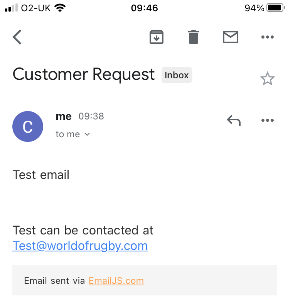 O2-UK 09:46 94%
Customer Request Inbox
C
me 09:38
to me
Test email
Test can be contacted at
Test@worldofrugby.com
Email sent via EmailJS.com